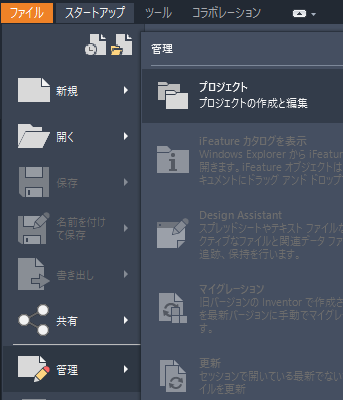 ファイル スタートアップ ツール コラボレーション
管理
新規
開く
保存
名前を付け
て保存
書き出し
共有
管理
プロジェクト
プロジェクトの作成と編集
iFeature カタログを表示
Windows Explorer から iFeatur
開きます。iFeature オブジェクトは
キュメントにドラッグ アンド ドロップ
Design Assistant
スプレッドシートやテキスト ファイルな
クティブなファイルと関連データ ファ
追跡、保持を行います。
マイグレーション
旧バージョンの Inventor で作成さ
を最新バージョンに手動でマイグレ
す。
更新
セッションで開いている最新でない
イルを更新